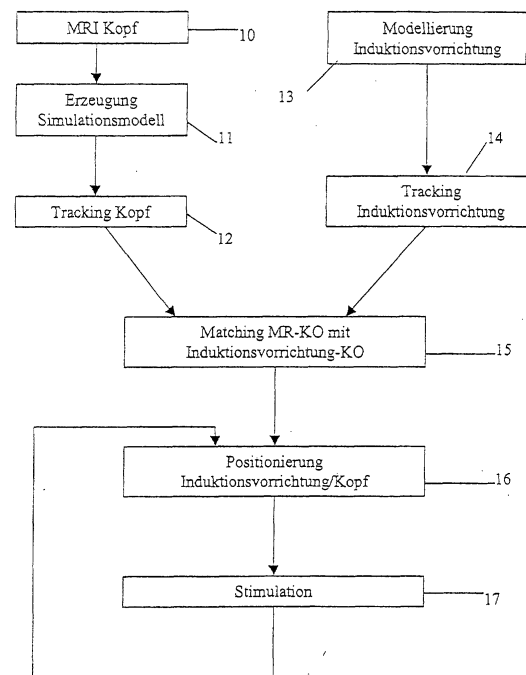 MRI Kopf
10
Erzeugung
Simulationsmodell
11
Tracking Kopf
12
Modellierung
Induktionsvorrichtung
13
14
Tracking
Induktionsvorrichtung
Matching MR-KO mit
Induktionsvorrichtung-KO
15
Positionierung
Induktionsvorrichtung/Kopf
16
Stimulation
17